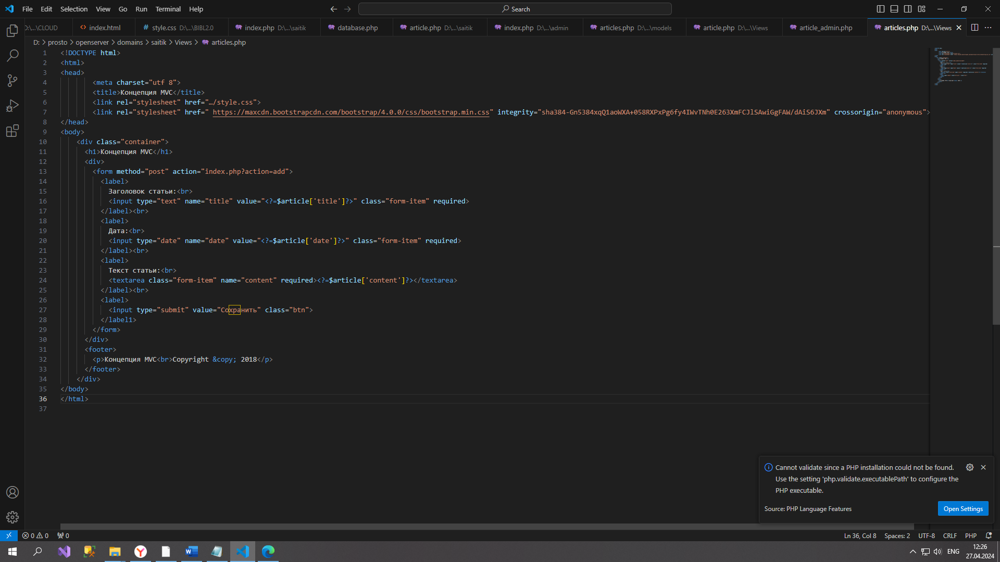 File Edit Selection View Go Run Terminal Help
Search
D:\...\CLOUD index.html style.css D:\...\BIBL2.0 index.php D:\...\saitik database.php article.php D:\...\saitik index.php D:\...\admin articles.php D:\...\models article.php D:\...\Views article_admin.php articles.php D:\...\Views
D: > prosto > openserver > domains > saitik > Views > articles.php
1 <!DOCTYPE html>
2 <html>
3 <head>
4 <meta charset="utf 8">
5 <title>Концепция MVC</title>
6 <link rel="stylesheet" href="…/style.css">
7 <link rel="stylesheet" href=" https://maxcdn.bootstrapcdn.com/bootstrap/4.0.0/css/bootstrap.min.css" integrity="sha384-Gn5384xqQ1aoWXA+058RXPxPg6fy4IWvTNh0E263XmFCJlSAwiGgFAW/dAiS6JXm" crossorigin="anonymous">
8 </head>
9 <body>
10 <div class="container">
11 <h1>Концепция MVC</h1>
12 <div>
13 <form method="post" action="index.php?action=add">
14 <label>
15 Заголовок статьи:<br>
16 <input type="text" name="title" value="<?=$article['title']?>" class="form-item" required>
17 </label><br>
18 <label>
19 Дата:<br>
20 <input type="date" name="date" value="<?=$article['date']?>" class="form-item" required>
21 </label><br>
22 <label>
23 Текст статьи:<br>
24 <textarea class="form-item" name="content" required><?=$article['content']?></textarea>
25 </label><br>
26 <label>
27 <input type="submit" value="Сохранить" class="btn">
28 </label1>
29 </form>
30 </div>
31 <footer>
32 <p>Концепция MVC<br>Copyright &copy; 2018</p>
33 </footer>
34 </div>
35 </body>
36 </html>
37
Cannot validate since a PHP installation could not be found.
Use the setting 'php.validate.executablePath' to configure the
PHP executable.
Source: PHP Language Features Open Settings
0 0 0 Ln 36, Col 8 Spaces: 2 UTF-8 CRLF PHP
ENG 12:26
27.04.2024